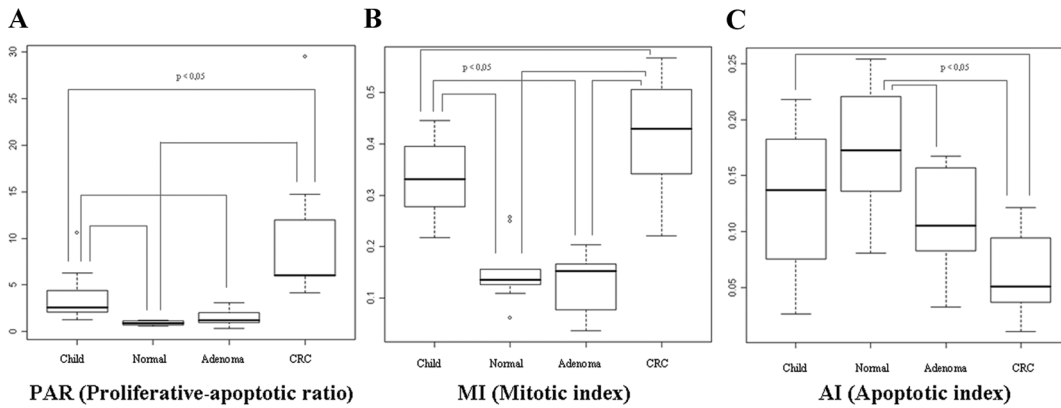 A
30
25
20
15
10
5
0
p < 0,05
Child Normal Adenoma CRC
PAR (Proliferative-apoptotic ratio)
B
0.5
0.4
0.3
0.2
0.1
p < 0,05
Child Normal Adenoma CRC
MI (Mitotic index)
C
0.25
0.20
0.15
0.10
0.05
p < 0,05
Child Normal Adenoma CRC
AI (Apoptotic index)